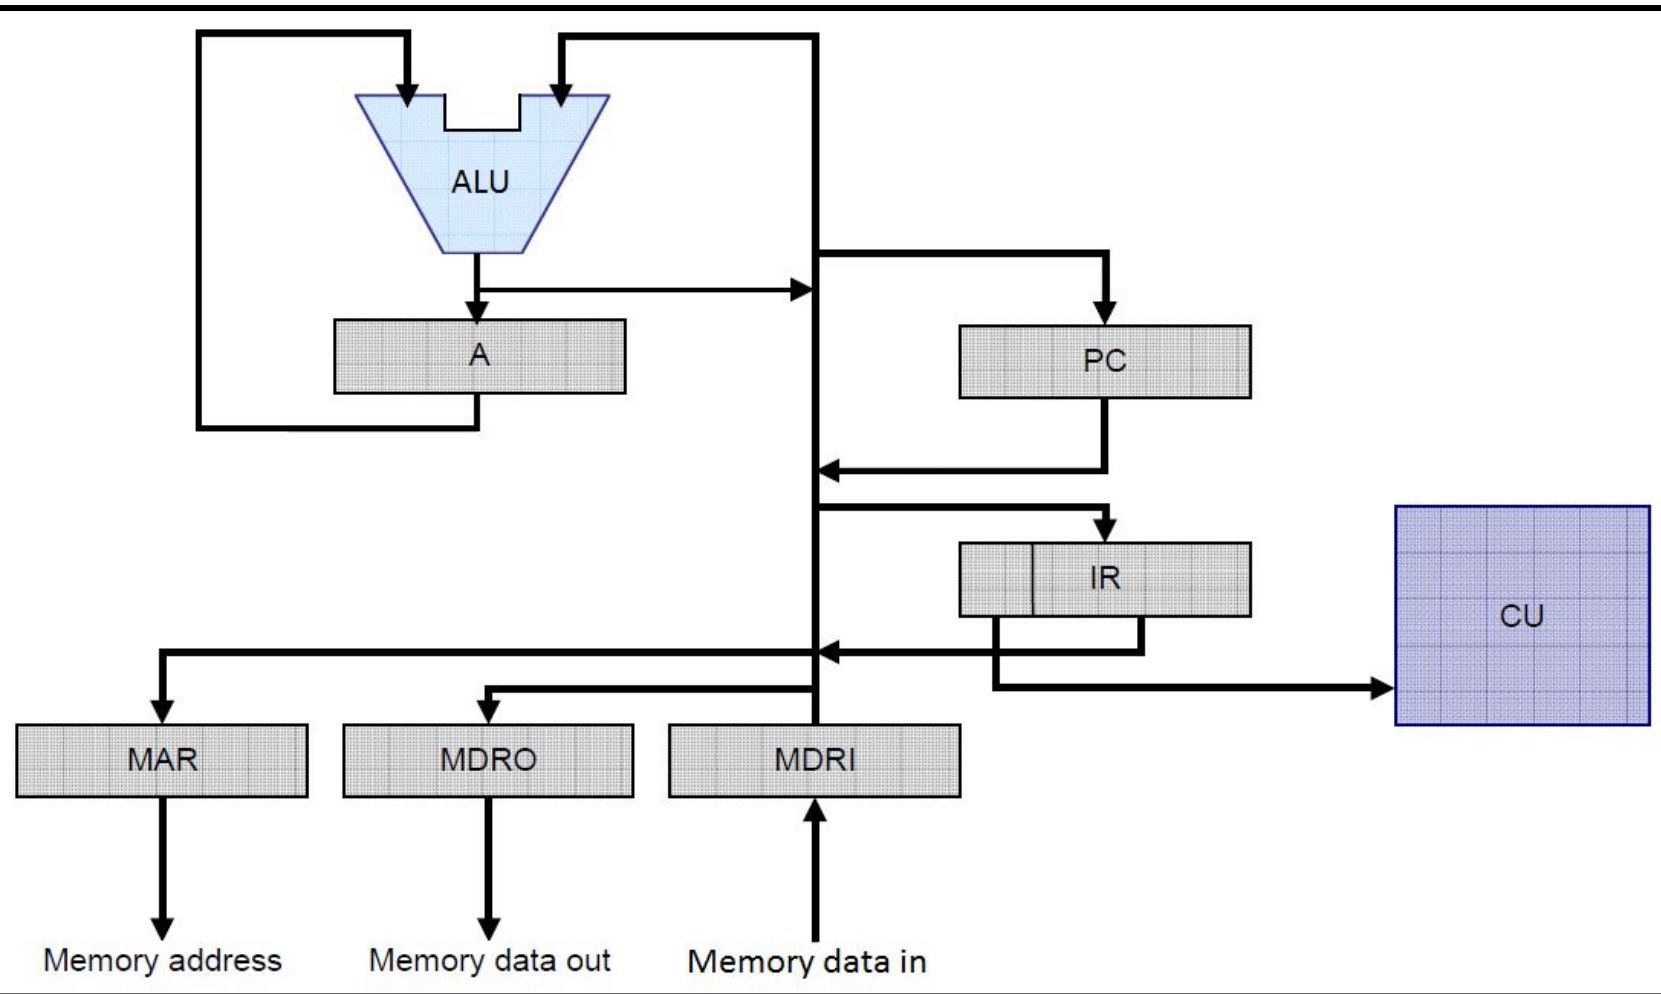 ALU
A
PC
IR
CU
MAR
MDRO
MDRI
Memory address
Memory data out
Memory data in